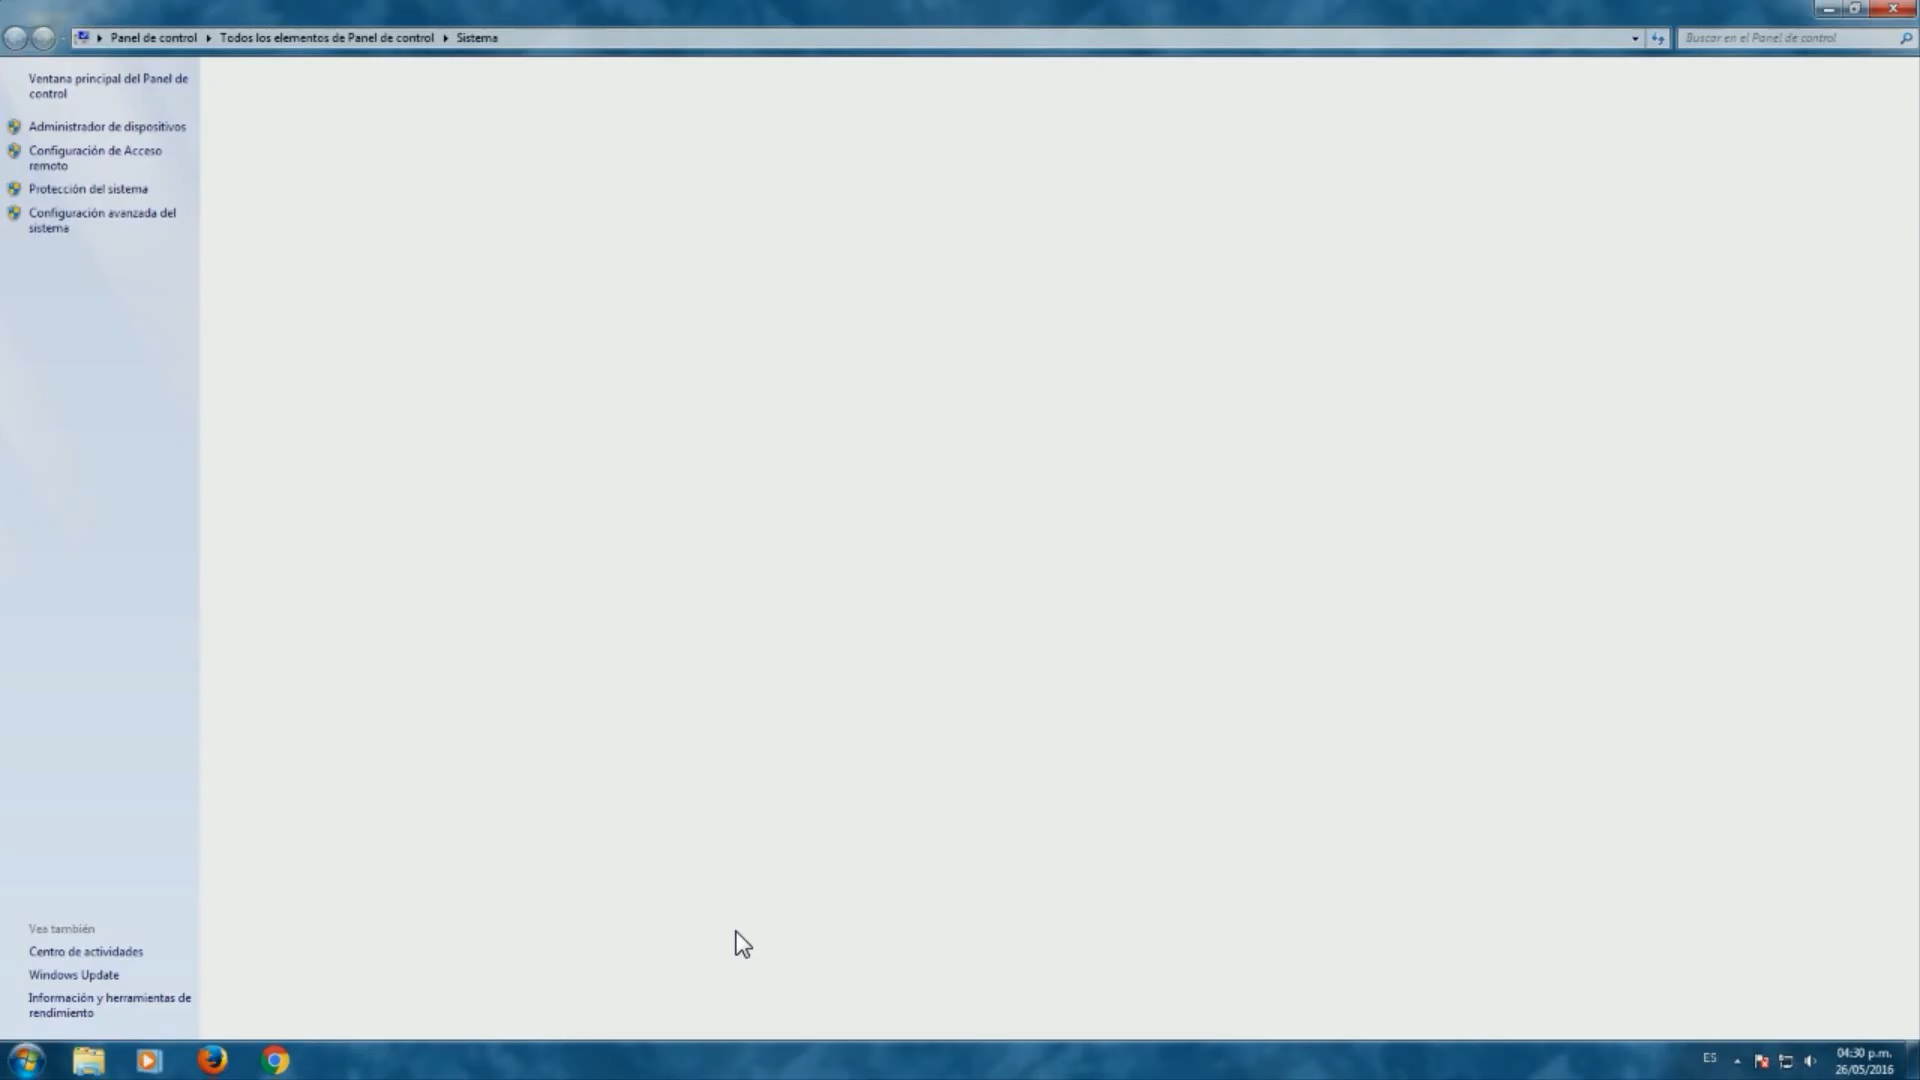 Panel de control
Todos los elementos de Panel de control
Sistema
Buscar en el Panel de control
Ventana principal del Panel de
control
Administrador de dispositivos
Configuración de Acceso
remoto
Protección del sistema
Configuración avanzada del
sistema
Vea también
Centro de actividades
Windows Update
Información y herramientas de
rendimiento
ES
04:30 p.m.
26/05/2016